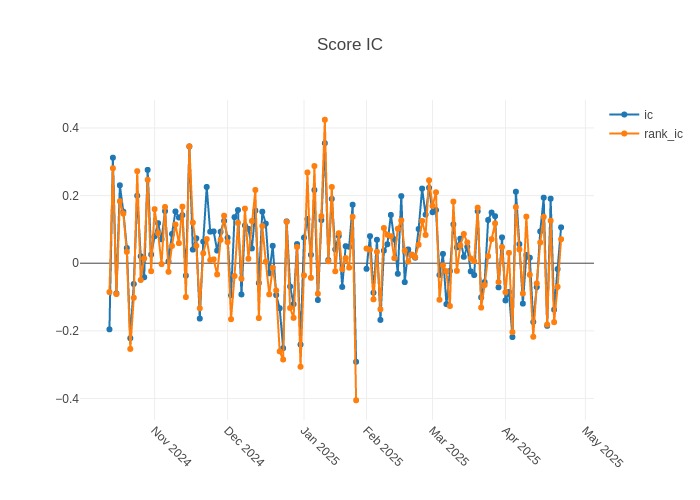 Score IC
ic
rank_ic
0.4
0.2
0
−0.2
−0.4
Nov 2024
Dec 2024
Jan 2025
Feb 2025
Mar 2025
Apr 2025
May 2025